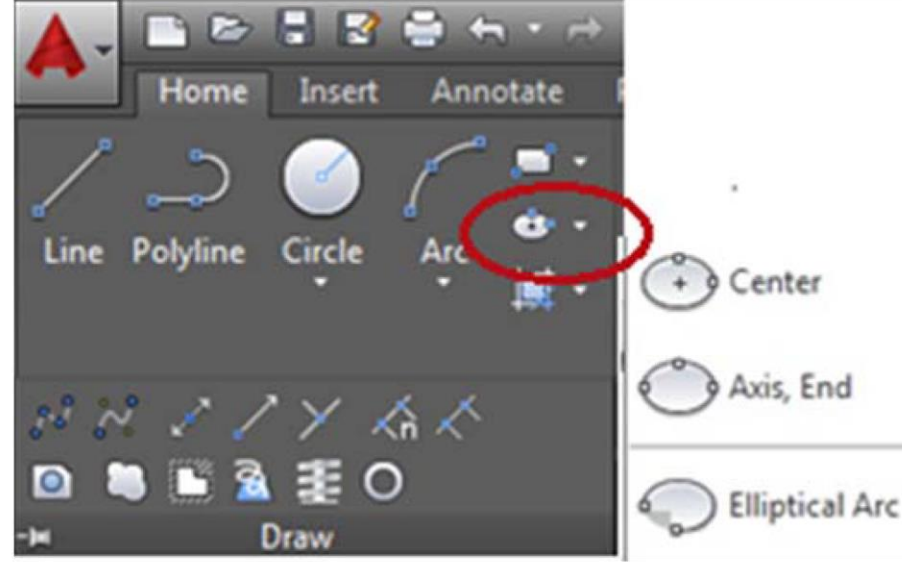 Home Insert Annotate
Line Polyline Circle Arc
Center
Axis, End
Elliptical Arc
n
Draw